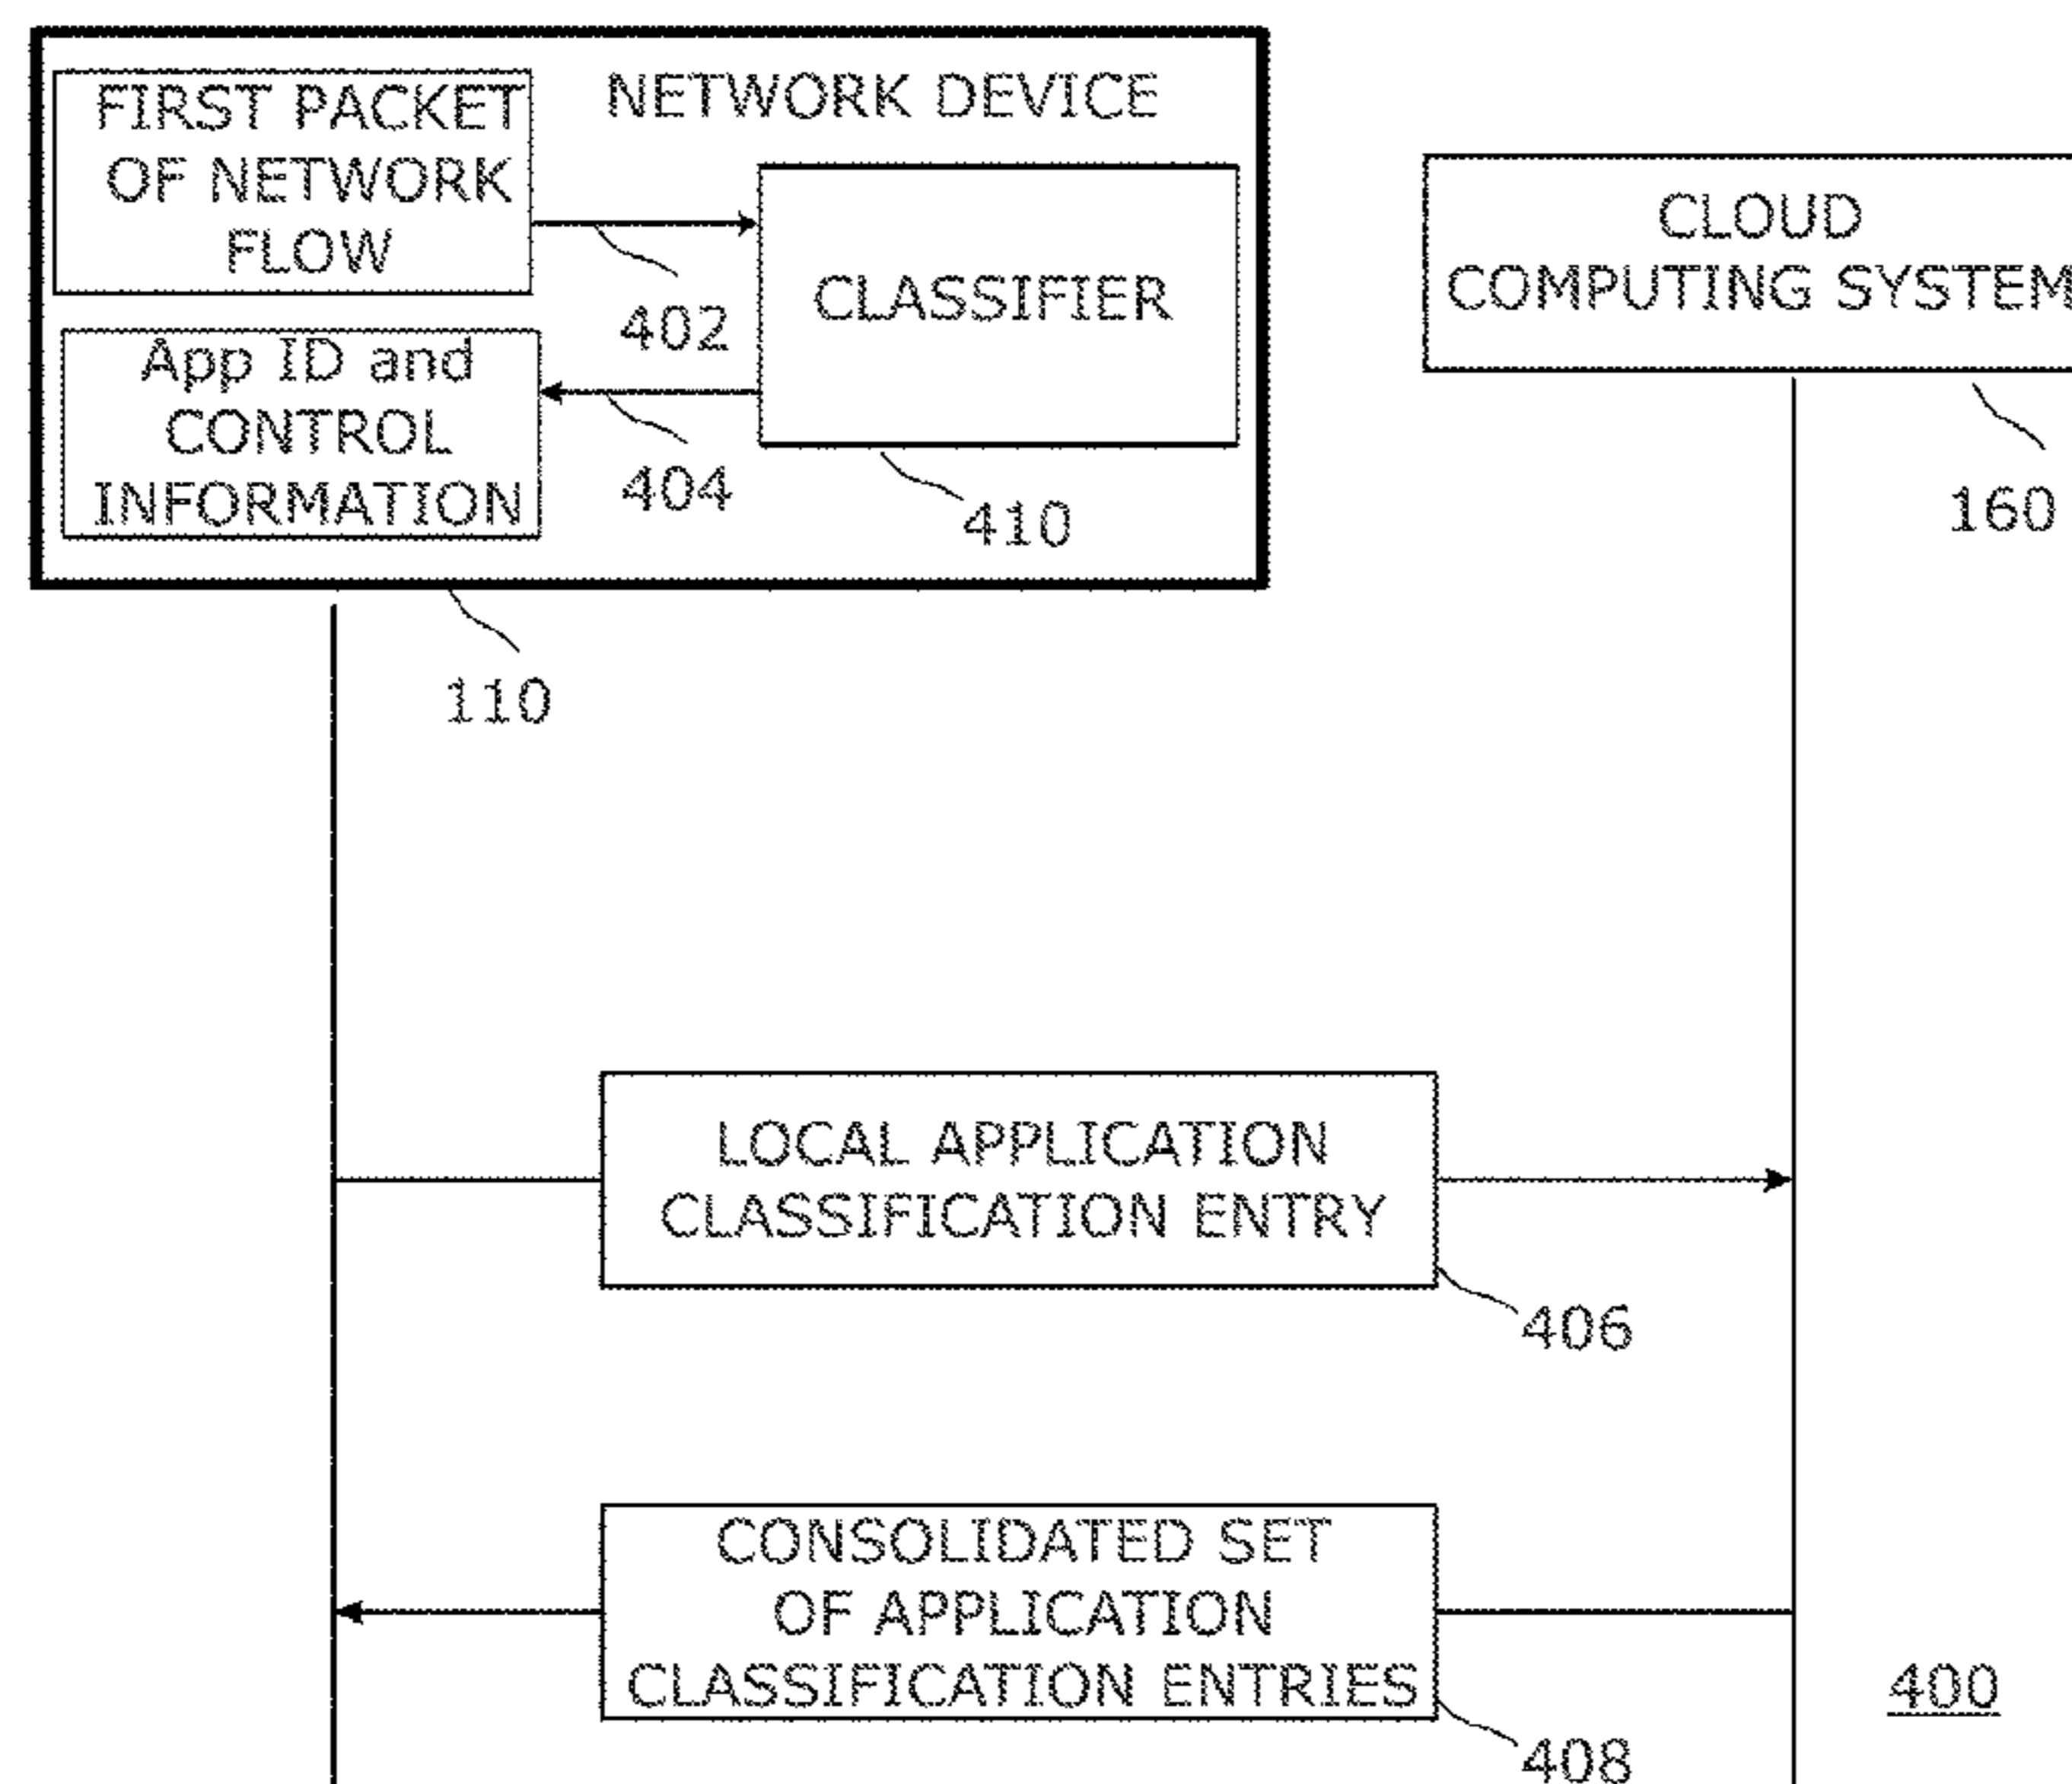 NETWORK DEVICE
FIRST PACKET
OF NETWORK
FLOW
402
CLASSIFIER
App ID and
CONTROL
INFORMATION
404
410
110
CLOUD
COMPUTING SYSTEM
160
LOCAL APPLICATION
CLASSIFICATION ENTRY
406
CONSOLIDATED SET
OF APPLICATION
CLASSIFICATION ENTRIES
408
400